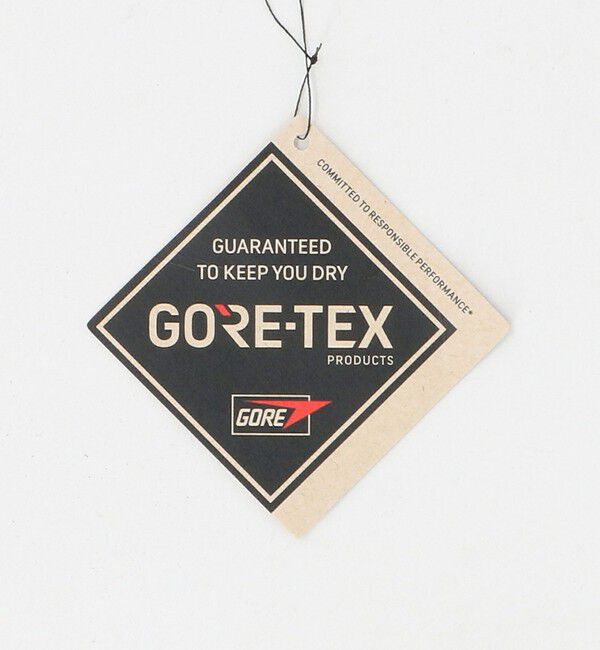 COMMITTED TO RESPONSIBLE PERFORMANCE*
GUARANTEED
TO KEEP YOU DRY
GORE-TEX
PRODUCTS
GORE